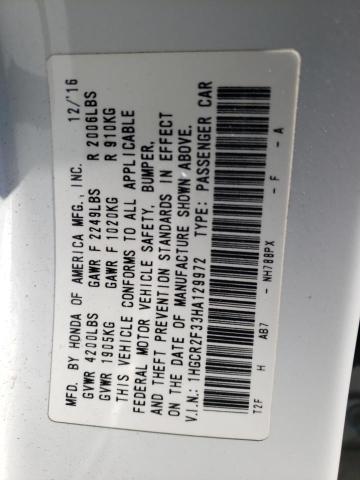 MFD. BY HONDA OF AMERICA MFG., INC. 12/'16
GVWR 4200LBS GAWR F 2249LBS R 2006LBS
GVWR 1905KG GAWR F 1020KG R 910KG
THIS VEHICLE CONFORMS TO ALL APPLICABLE
FEDERAL MOTOR VEHICLE SAFETY, BUMPER,
AND THEFT PREVENTION STANDARDS IN EFFECT
ON THE DATE OF MANUFACTURE SHOWN ABOVE.
V.I.N.: 1HGCR2F33HA129972 TYPE: PASSENGER CAR
T2F H AB7 - NH788PX - F - A